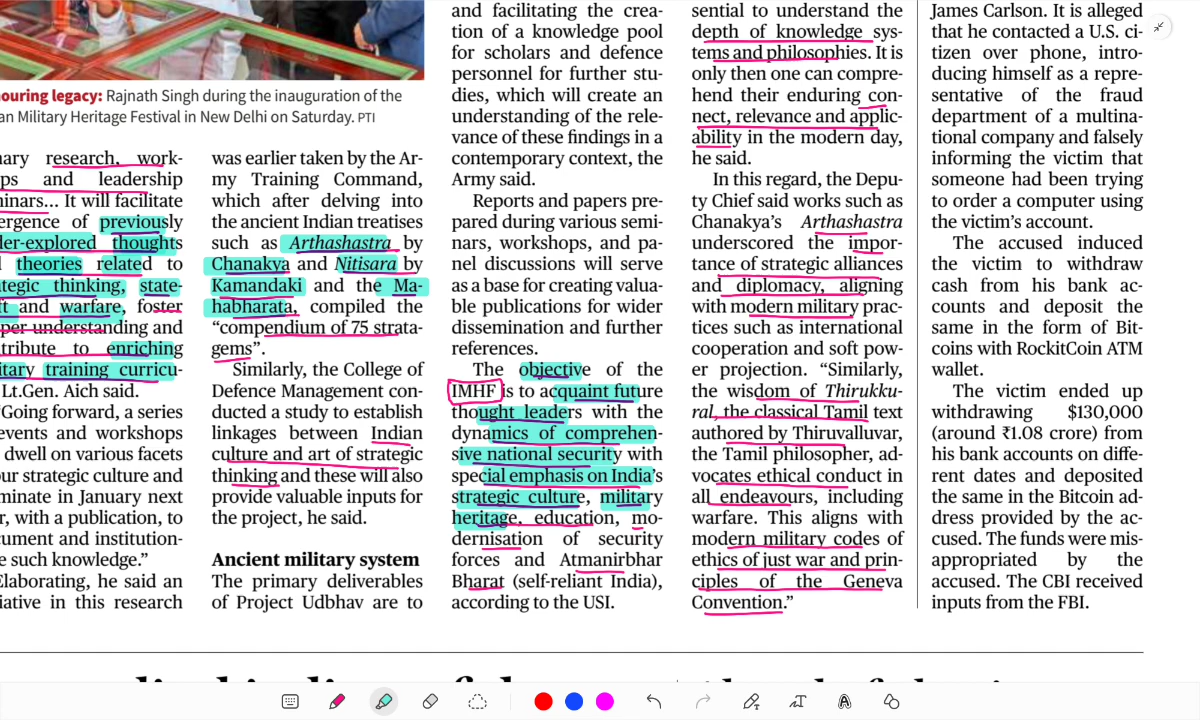 ouring legacy: Rajnath Singh during the inauguration of the
an Military Heritage Festival in New Delhi on Saturday. PTI
nary research, work-
ps and leadership
minars... It will facilitate
ergence of previously
der-explored thoughts
theories related to
ategic thinking, state-
ft and warfare, foster
per understanding and
tribute to enriching
itary training curricu-
Lt.Gen. Aich said.
"Going forward, a series
events and workshops
dwell on various facets
our strategic culture and
minate in January next
r, with a publication, to
cument and institution-
e such knowledge."
Elaborating, he said an
iative in this research
was earlier taken by the Ar-
my Training Command,
which after delving into
the ancient Indian treatises
such as Arthashastra by
Chanakya and Nitisara by
Kamandaki and the Ma-
habharata, compiled the
"compendium of 75 strata-
gems".
Similarly, the College of
Defence Management con-
ducted a study to establish
linkages between Indian
culture and art of strategic
thinking and these will also
provide valuable inputs for
the project, he said.
Ancient military system
The primary deliverables
of Project Udbhav are to
and facilitating the crea-
tion of a knowledge pool
for scholars and defence
personnel for further stu-
dies, which will create an
understanding of the rele-
vance of these findings in a
contemporary context, the
Army said.
Reports and papers pre-
pared during various semi-
nars, workshops, and pa-
nel discussions will serve
as a base for creating valua-
ble publications for wider
dissemination and further
references.
The objective of the
IMHF is to acquaint future
thought leaders with the
dynamics of comprehen-
sive national security with
special emphasis on India's
strategic culture, military
heritage, education, mo-
dernisation of security
forces and Atmanirbhar
Bharat (self-reliant India),
according to the USI.
sential to understand the
depth of knowledge sys-
tems and philosophies. It is
only then one can compre-
hend their enduring con-
nect, relevance and applic-
ability in the modern day,
he said.
In this regard, the Depu-
ty Chief said works such as
Chanakya's Arthashastra
underscored the impor-
tance of strategic alliances
and diplomacy, aligning
with modern military prac-
tices such as international
cooperation and soft pow-
er projection. "Similarly,
the wisdom of Thirukku-
ral, the classical Tamil text
authored by Thiruvalluvar,
the Tamil philosopher, ad-
vocates ethical conduct in
all endeavours, including
warfare. This aligns with
modern military codes of
ethics of just war and prin-
ciples of the Geneva
Convention."
James Carlson. It is alleged
that he contacted a U.S. ci-
tizen over phone, intro-
ducing himself as a repre-
sentative of the fraud
department of a multina-
tional company and falsely
informing the victim that
someone had been trying
to order a computer using
the victim's account.
The accused induced
the victim to withdraw
cash from his bank ac-
counts and deposit the
same in the form of Bit-
coins with RockitCoin ATM
wallet.
The victim ended up
withdrawing $130,000
(around ₹1.08 crore) from
his bank accounts on diffe-
rent dates and deposited
the same in the Bitcoin ad-
dress provided by the ac-
cused. The funds were mis-
appropriated by the
accused. The CBI received
inputs from the FBI.